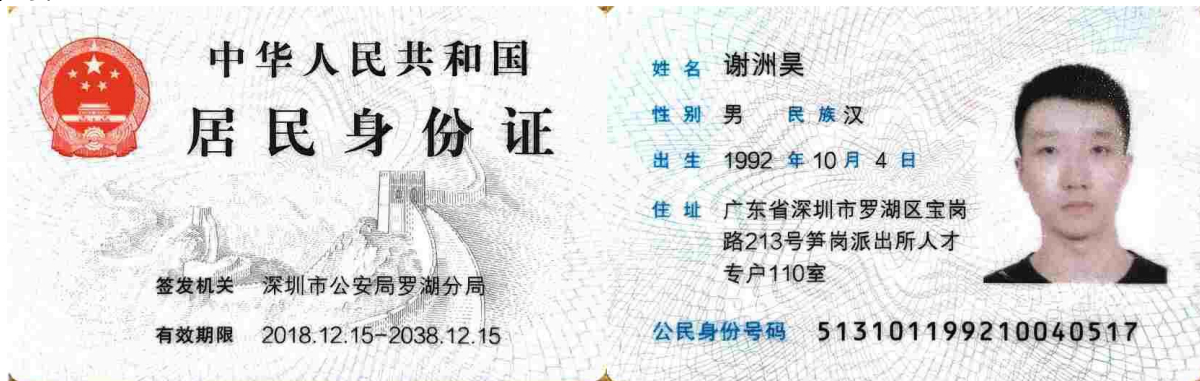 中华人民共和国
居民身份证
签发机关 深圳市公安局罗湖分局
有效期限 2018.12.15-2038.12.15
姓名 谢洲昊
性别 男 民族 汉
出生 1992 年 10 月 4 日
住址 广东省深圳市罗湖区宝岗
路213号笋岗派出所人才
专户110室
公民身份号码 513101199210040517